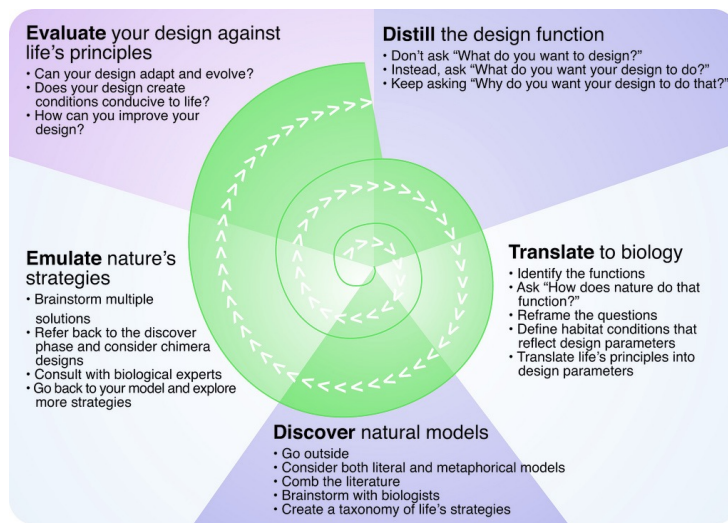 Evaluate your design against
life's principles
• Can your design adapt and evolve?
• Does your design create
conditions conducive to life?
• How can you improve your
design?
Distill the design function
• Don't ask “What do you want to design?”
• Instead, ask “What do you want your design to do?”
• Keep asking “Why do you want your design to do that?”
Translate to biology
• Identify the functions
• Ask “How does nature do that
function?”
• Reframe the questions
• Define habitat conditions that
reflect design parameters
• Translate life's principles into
design parameters
Discover natural models
• Go outside
• Consider both literal and metaphorical models
• Comb the literature
• Brainstorm with biologists
• Create a taxonomy of life's strategies
Emulate nature's
strategies
• Brainstorm multiple
solutions
• Refer back to the discover
phase and consider chimera
designs
• Consult with biological experts
• Go back to your model and explore
more strategies